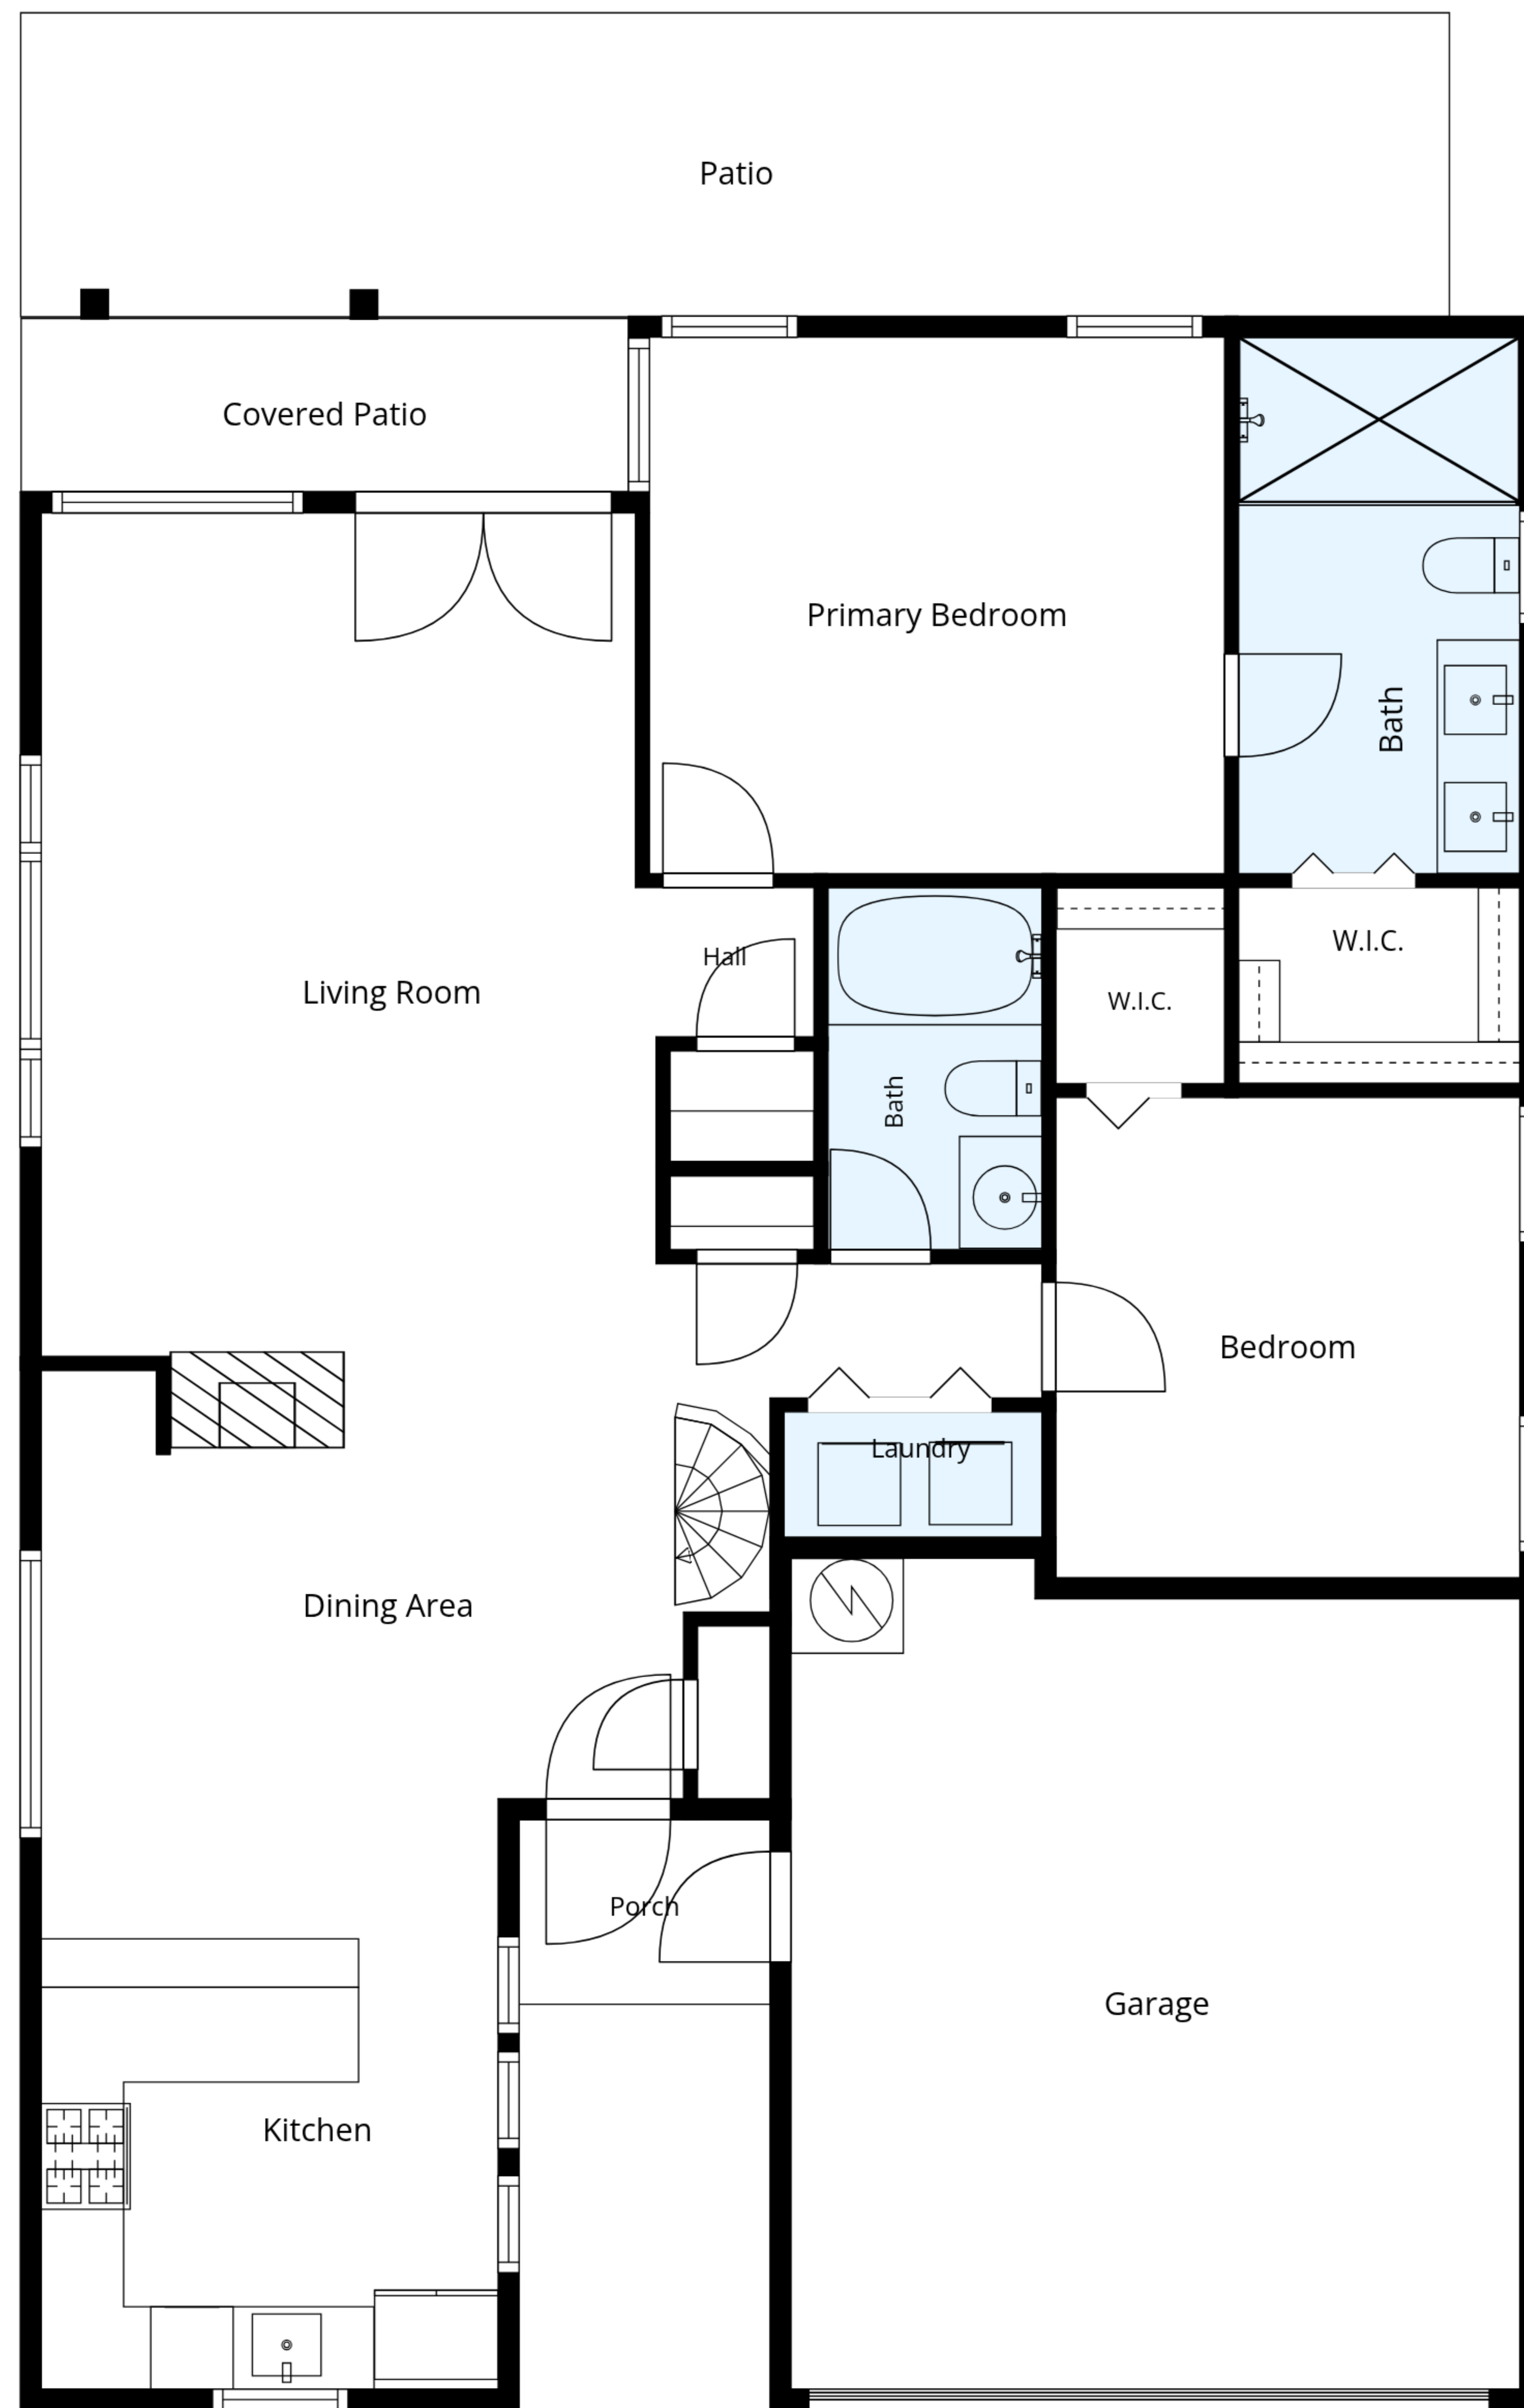 Patio
Covered Patio
Primary Bedroom
Bath
W.I.C.
Hall
Living Room
W.I.C.
Bath
Bedroom
Laundry
Dining Area
Porch
Garage
Kitchen